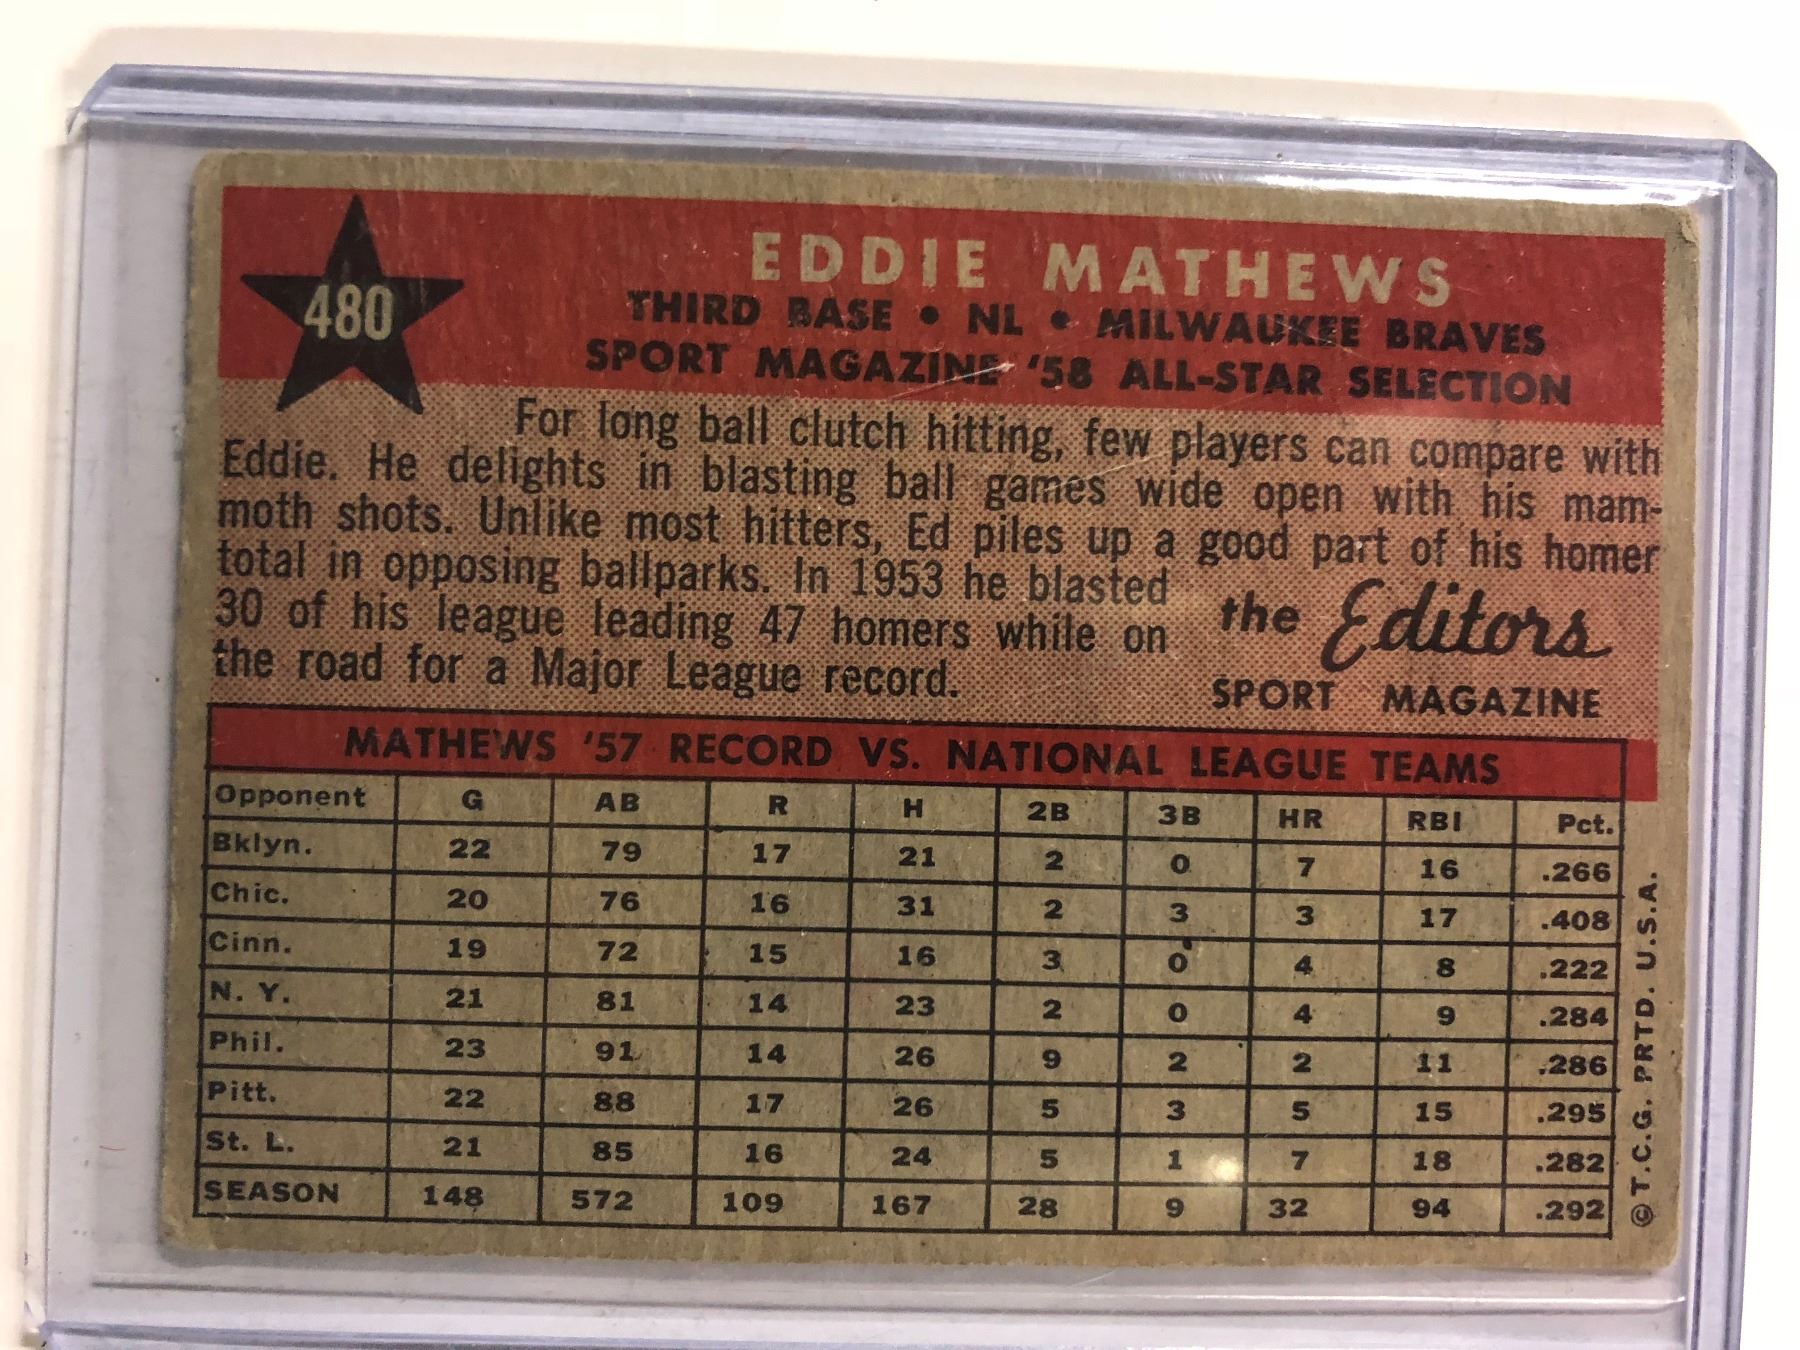 480
EDDIE MATHEWS
THIRD BASE • NL • MILWAUKEE BRAVES
SPORT MAGAZINE '58 ALL-STAR SELECTION
For long ball clutch hitting, few players can compare with
Eddie. He delights in blasting ball games wide open with his mam-
moth shots. Unlike most hitters, Ed piles up a good part of his homer
total in opposing ballparks. In 1953 he blasted
30 of his league leading 47 homers while on
the road for a Major League record.
the Editors
SPORT MAGAZINE
MATHEWS '57 RECORD VS. NATIONAL LEAGUE TEAMS
Opponent G AB R H 2B 3B HR RBI Pct.
Bklyn. 22 79 17 21 2 0 7 16 .266
Chic. 20 76 16 31 2 3 3 17 .408
Cinn. 19 72 15 16 3 0 4 8 .222
N. Y. 21 81 14 23 2 0 4 9 .284
Phil. 23 91 14 26 9 2 2 11 .286
Pitt. 22 88 17 26 5 3 5 15 .295
St. L. 21 85 16 24 5 1 7 18 .282
SEASON 148 572 109 167 28 9 32 94 .292
© T.C.G. PRTD. U.S.A.